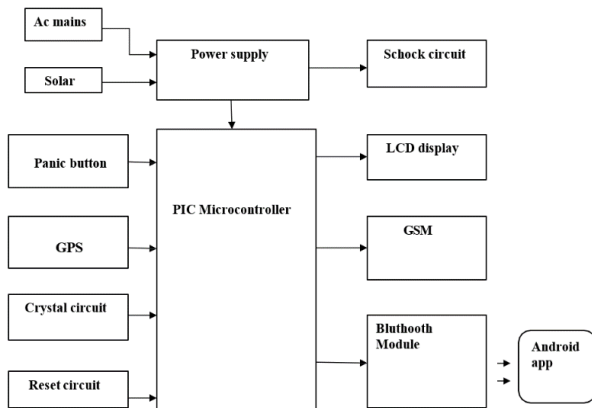 Ac mains
Power supply
Schock circuit
Solar
Panic button
LCD display
PIC Microcontroller
GPS
GSM
Crystal circuit
Bluthooth
Module
Android
app
Reset circuit